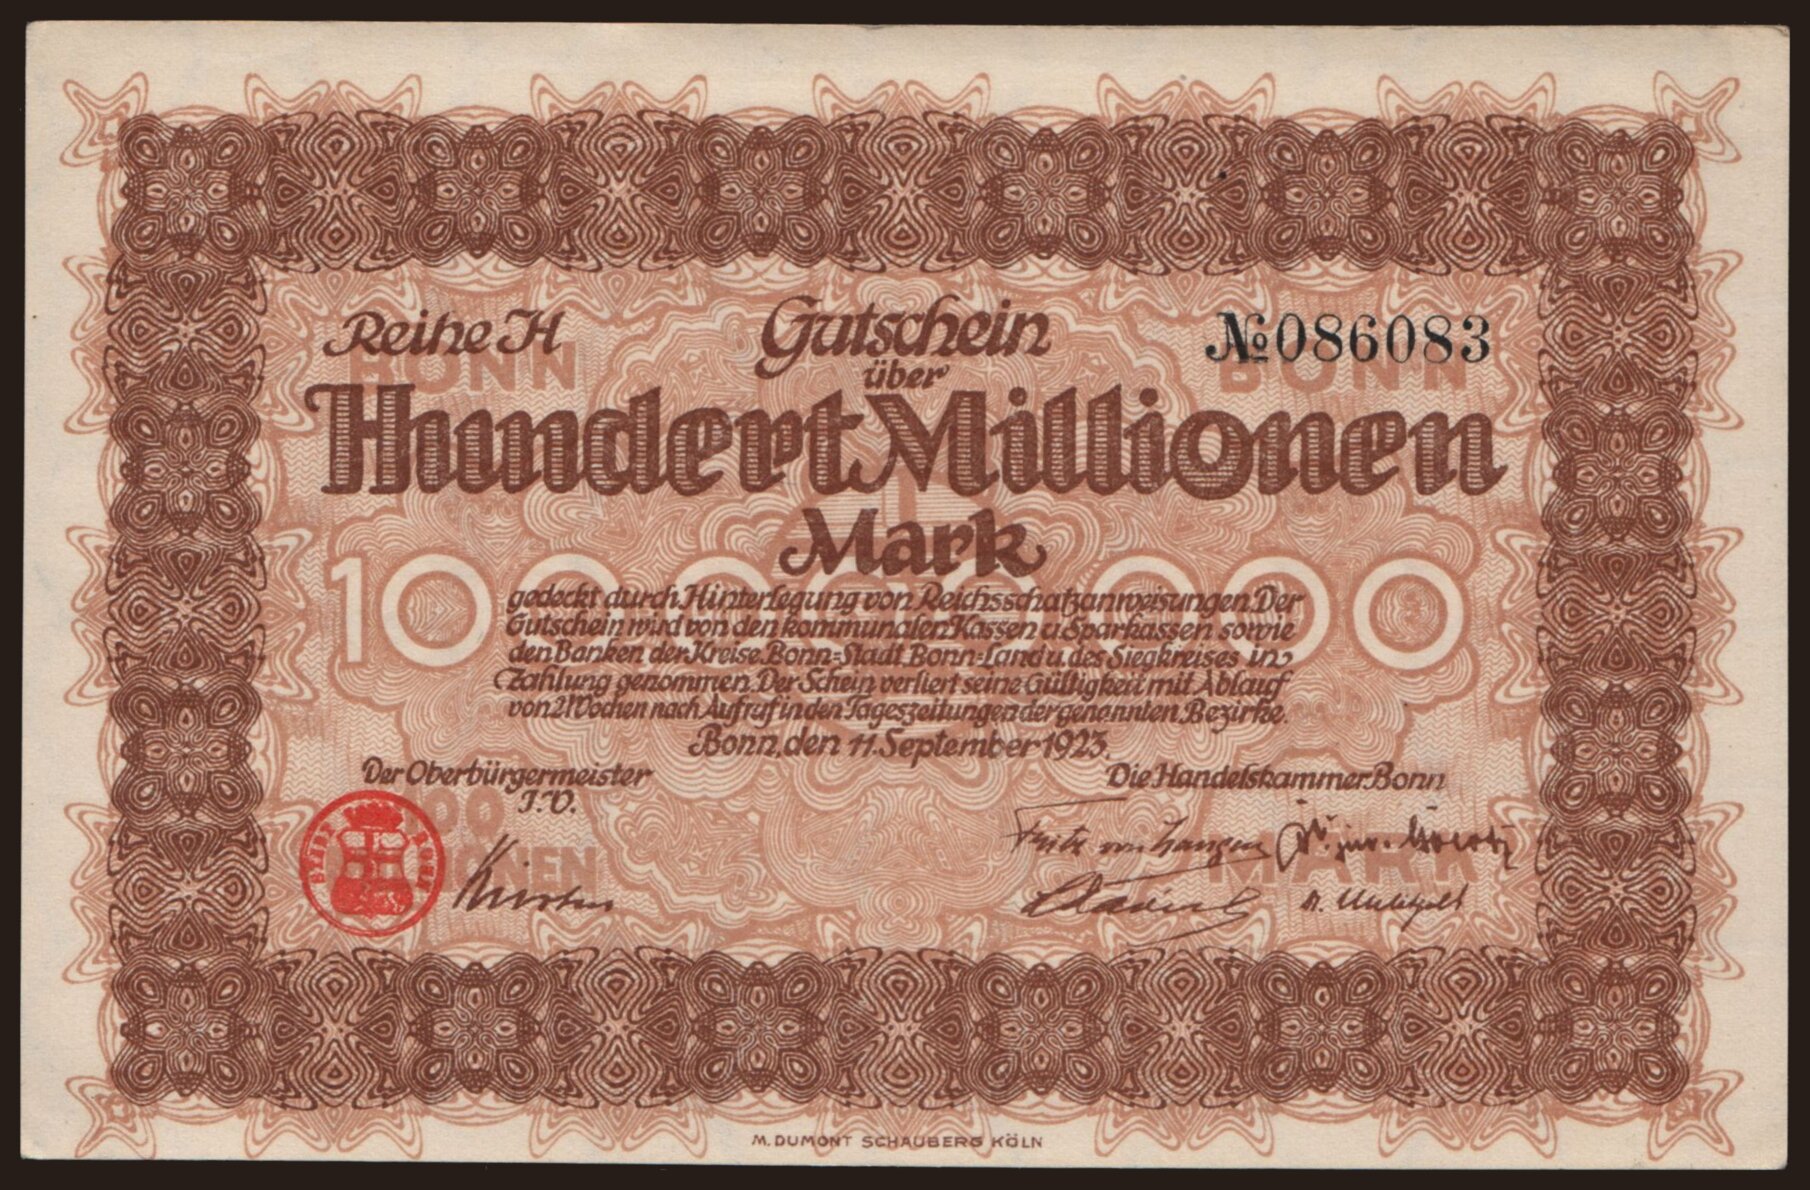 Reihe H
Gutschein
№086083
über
BONN
BONN
Hundert Millionen
Mark
100000000
gedeckt durch Hinterlegung von Reichsschatzanweisungen. Der
Gutschein wird von den kommunalen Kassen u. Sparkassen sowie
den Banken der Kreise Bonn=Stadt Bonn=Land u. des Siegkreises in
Zahlung genommen. Der Schein verliert seine Gültigkeit mit Ablauf
von 2 Wochen nach Aufruf in den Tageszeitungen der genannten Bezirke.
Bonn, den 11. September 1923.
Der Oberbürgermeister
I.V.
Die Handelskammer Bonn
MARK
M. DUMONT SCHAUBERG KÖLN